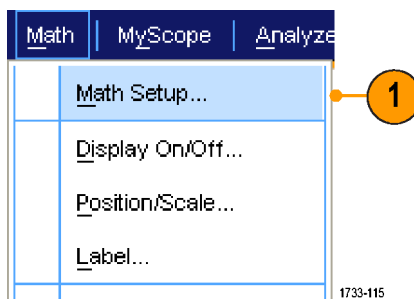 Math MyScope Analyze
Math Setup... 1
Display On/Off...
Position/Scale...
Label...
1733-115